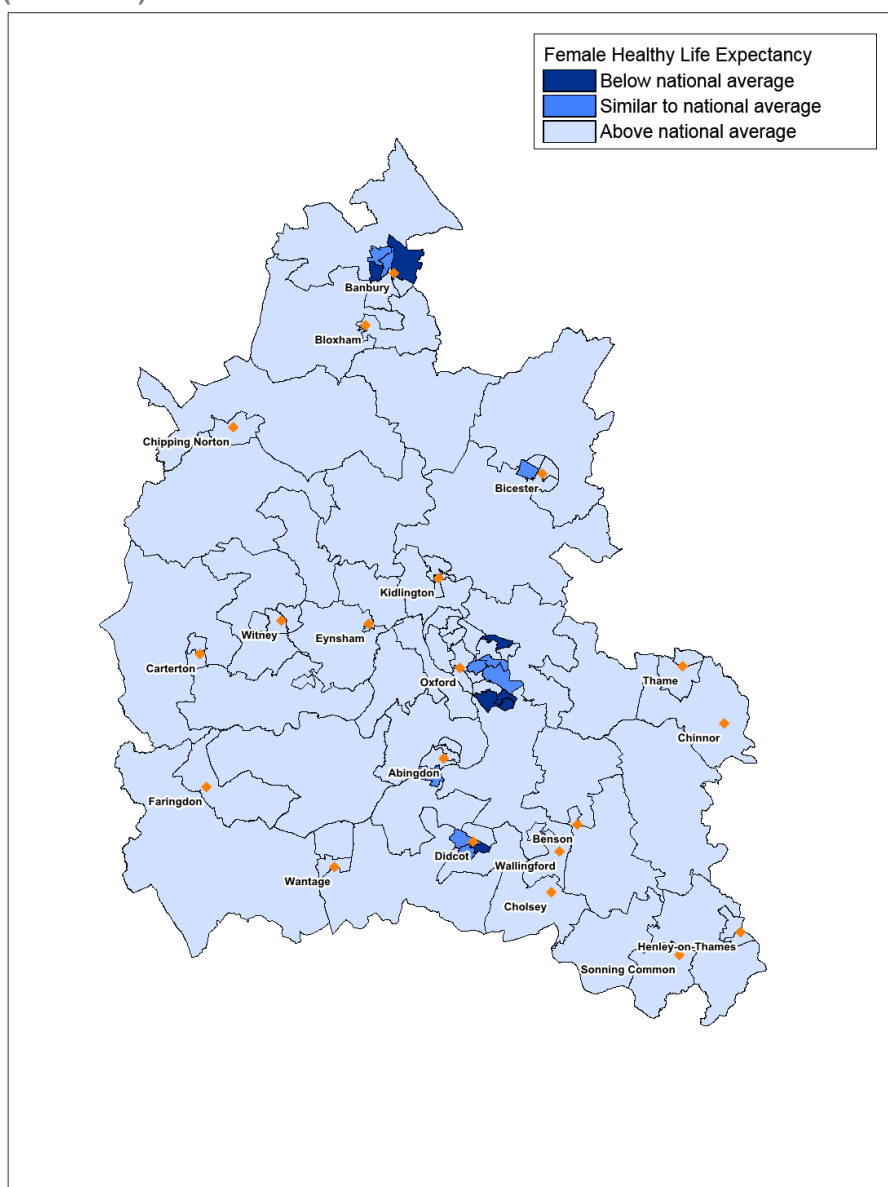 Female Healthy Life Expectancy
Below national average
Similar to national average
Above national average
Banbury
Bloxham
Chipping Norton
Bicester
Kidlington
Witney
Eynsham
Carterton
Oxford
Thame
Chinnor
Abingdon
Faringdon
Benson
Didcot
Wallingford
Wantage
Cholsey
Henley-on-Thames
Sonning Common